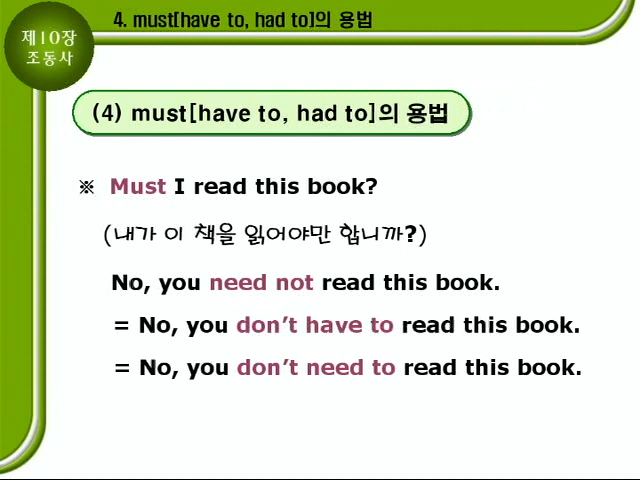 4. must[have to, had to]의 용법
제10장
조동사
(4) must[have to, had to]의 용법
※ Must I read this book?
(내가 이 책을 읽어야만 합니까?)
No, you need not read this book.
= No, you don’t have to read this book.
= No, you don’t need to read this book.